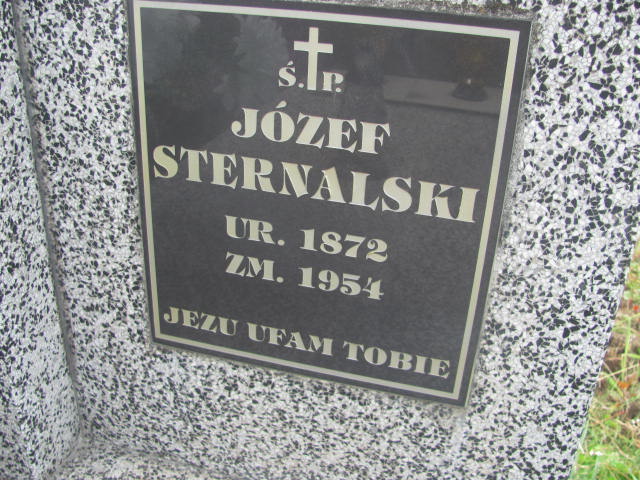 Ś. P.
JÓZEF
STERNALSKI
UR. 1872
ZM. 1954
JEZU UFAM TOBIE